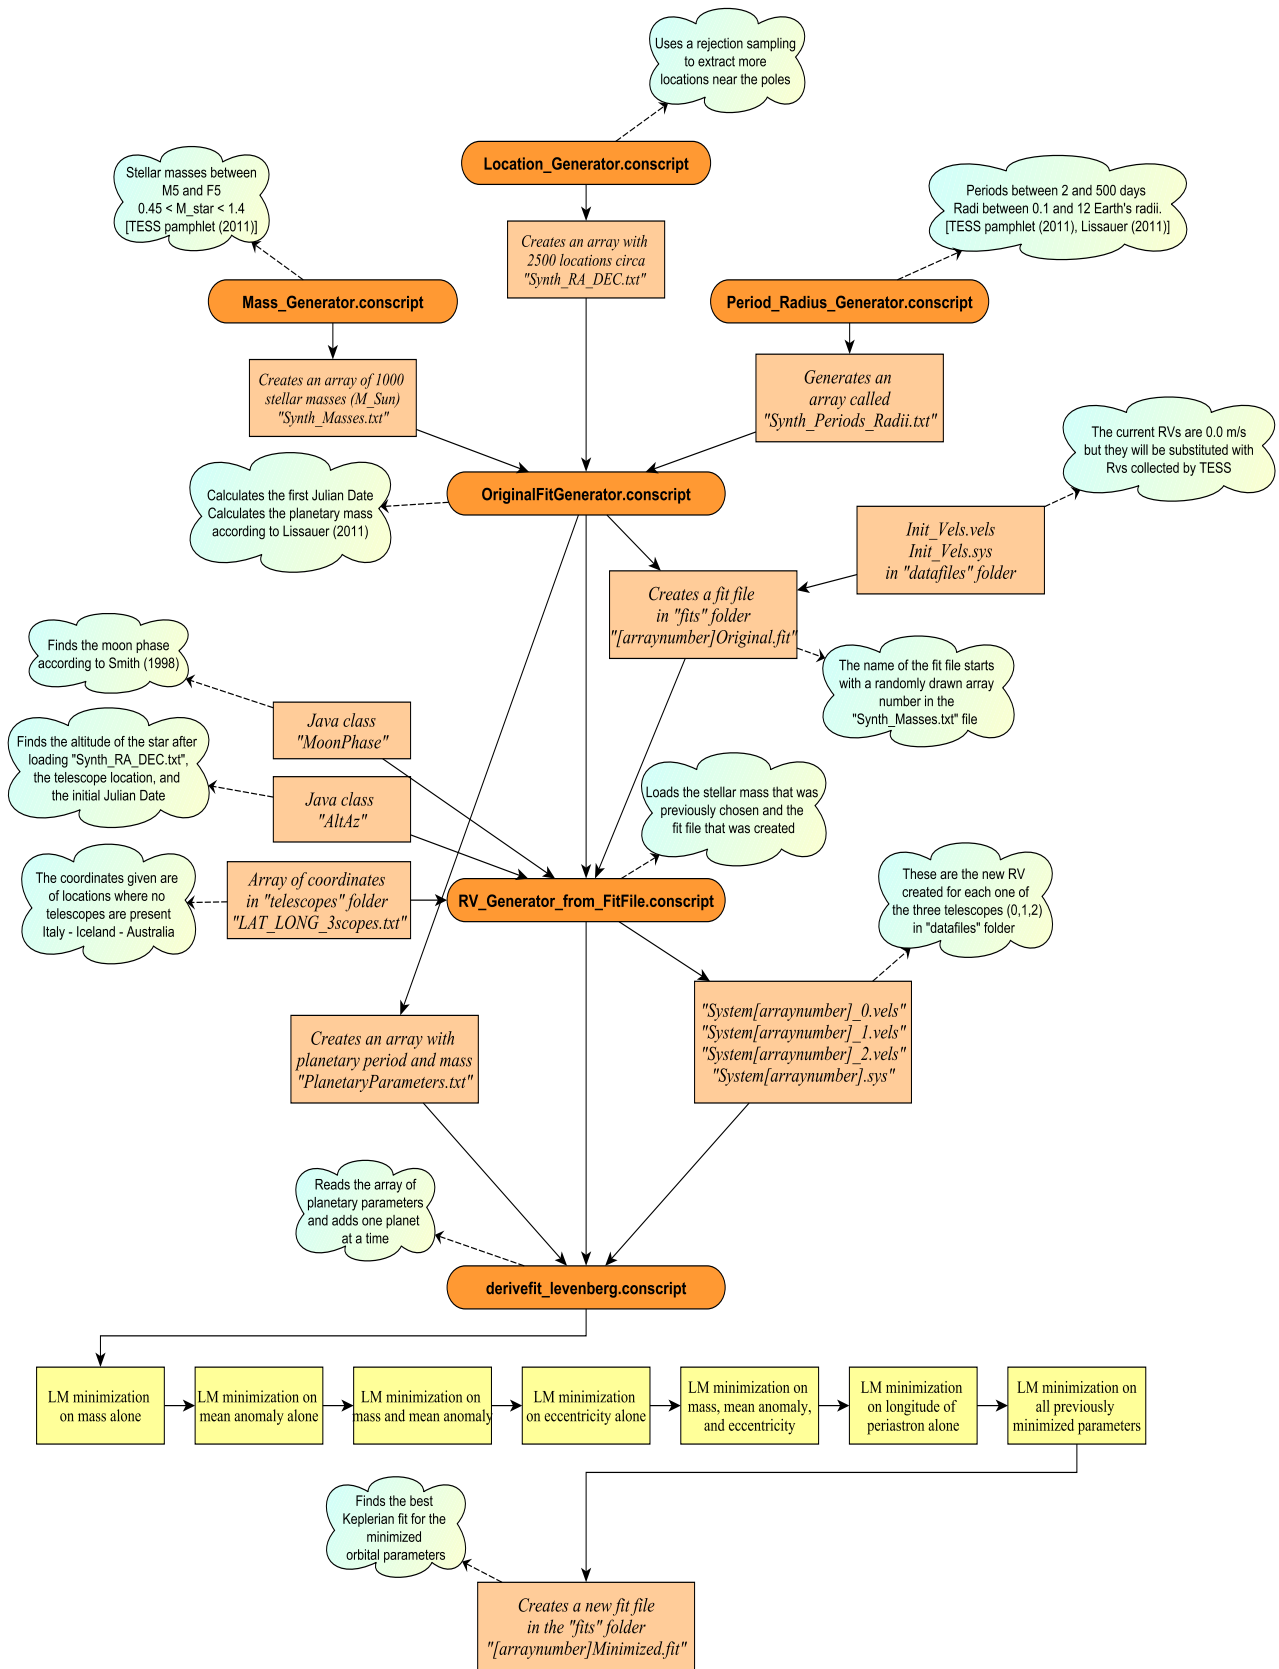 Uses a rejection sampling
to extract more
locations near the poles
Location_Generator.conscript
Stellar masses between
M5 and F5
0.45 < M_star < 1.4
[TESS pamphlet (2011)]
Periods between 2 and 500 days
Radi between 0.1 and 12 Earth's radii.
[TESS pamphlet (2011), Lissauer (2011)]
Creates an array with
2500 locations circa
"Synth_RA_DEC.txt"
Mass_Generator.conscript
Period_Radius_Generator.conscript
Creates an array of 1000
stellar masses (M_Sun)
"Synth_Masses.txt"
Generates an
array called
"Synth_Periods_Radii.txt"
The current RVs are 0.0 m/s
but they will be substituted with
Rvs collected by TESS
Calculates the first Julian Date
Calculates the planetary mass
according to Lissauer (2011)
OriginalFitGenerator.conscript
Init_Vels.vels
Init_Vels.sys
in "datafiles" folder
Creates a fit file
in "fits" folder
"[arraynumber]Original.fit"
Finds the moon phase
according to Smith (1998)
The name of the fit file starts
with a randomly drawn array
number in the
"Synth_Masses.txt" file
Java class
"MoonPhase"
Finds the altitude of the star after
loading "Synth_RA_DEC.txt",
the telescope location, and
the initial Julian Date
Java class
"AltAz"
Loads the stellar mass that was
previously chosen and the
fit file that was created
The coordinates given are
of locations where no
telescopes are present
Italy - Iceland - Australia
Array of coordinates
in "telescopes" folder
"LAT_LONG_3scopes.txt"
RV_Generator_from_FitFile.conscript
These are the new RV
created for each one of
the three telescopes (0,1,2)
in "datafiles" folder
Creates an array with
planetary period and mass
"PlanetaryParameters.txt"
"System[arraynumber]_0.vels"
"System[arraynumber]_1.vels"
"System[arraynumber]_2.vels"
"System[arraynumber].sys"
Reads the array of
planetary parameters
and adds one planet
at a time
derivefit_levenberg.conscript
LM minimization
on mass alone
LM minimization on
mean anomaly alone
LM minimization on
mass and mean anomaly
LM minimization
on eccentricity alone
LM minimization on
mass, mean anomaly,
and eccentricity
LM minimization
on longitude of
periastron alone
LM minimization on
all previously
minimized parameters
Finds the best
Keplerian fit for the
minimized
orbital parameters
Creates a new fit file
in the "fits" folder
"[arraynumber]Minimized.fit"